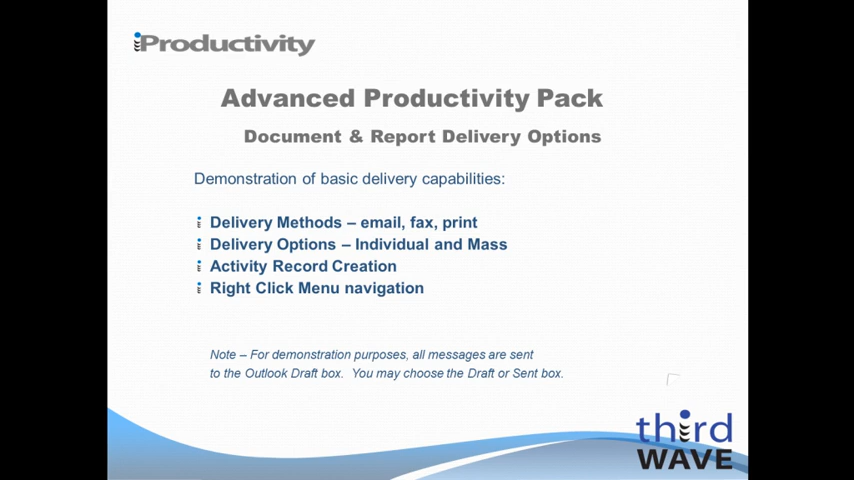 iProductivity
Advanced Productivity Pack
Document & Report Delivery Options
Demonstration of basic delivery capabilities:
Delivery Methods – email, fax, print
Delivery Options – Individual and Mass
Activity Record Creation
Right Click Menu navigation
Note – For demonstration purposes, all messages are sent
to the Outlook Draft box. You may choose the Draft or Sent box.
third
WAVE